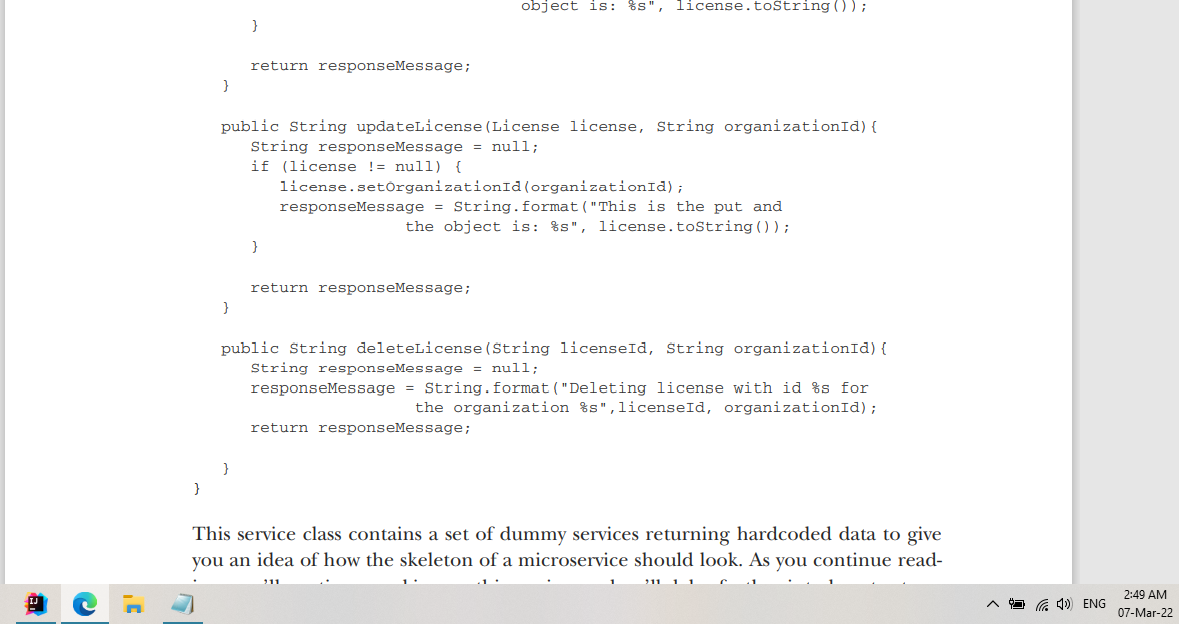 object is: %s", license.toString());
}
return responseMessage;
}
public String updateLicense(License license, String organizationId){
String responseMessage = null;
if (license != null) {
license.setOrganizationId(organizationId);
responseMessage = String.format("This is the put and
the object is: %s", license.toString());
}
return responseMessage;
}
public String deleteLicense(String licenseId, String organizationId){
String responseMessage = null;
responseMessage = String.format("Deleting license with id %s for
the organization %s",licenseId, organizationId);
return responseMessage;
}
}
This service class contains a set of dummy services returning hardcoded data to give
you an idea of how the skeleton of a microservice should look. As you continue read-
ENG
2:49 AM
07-Mar-22